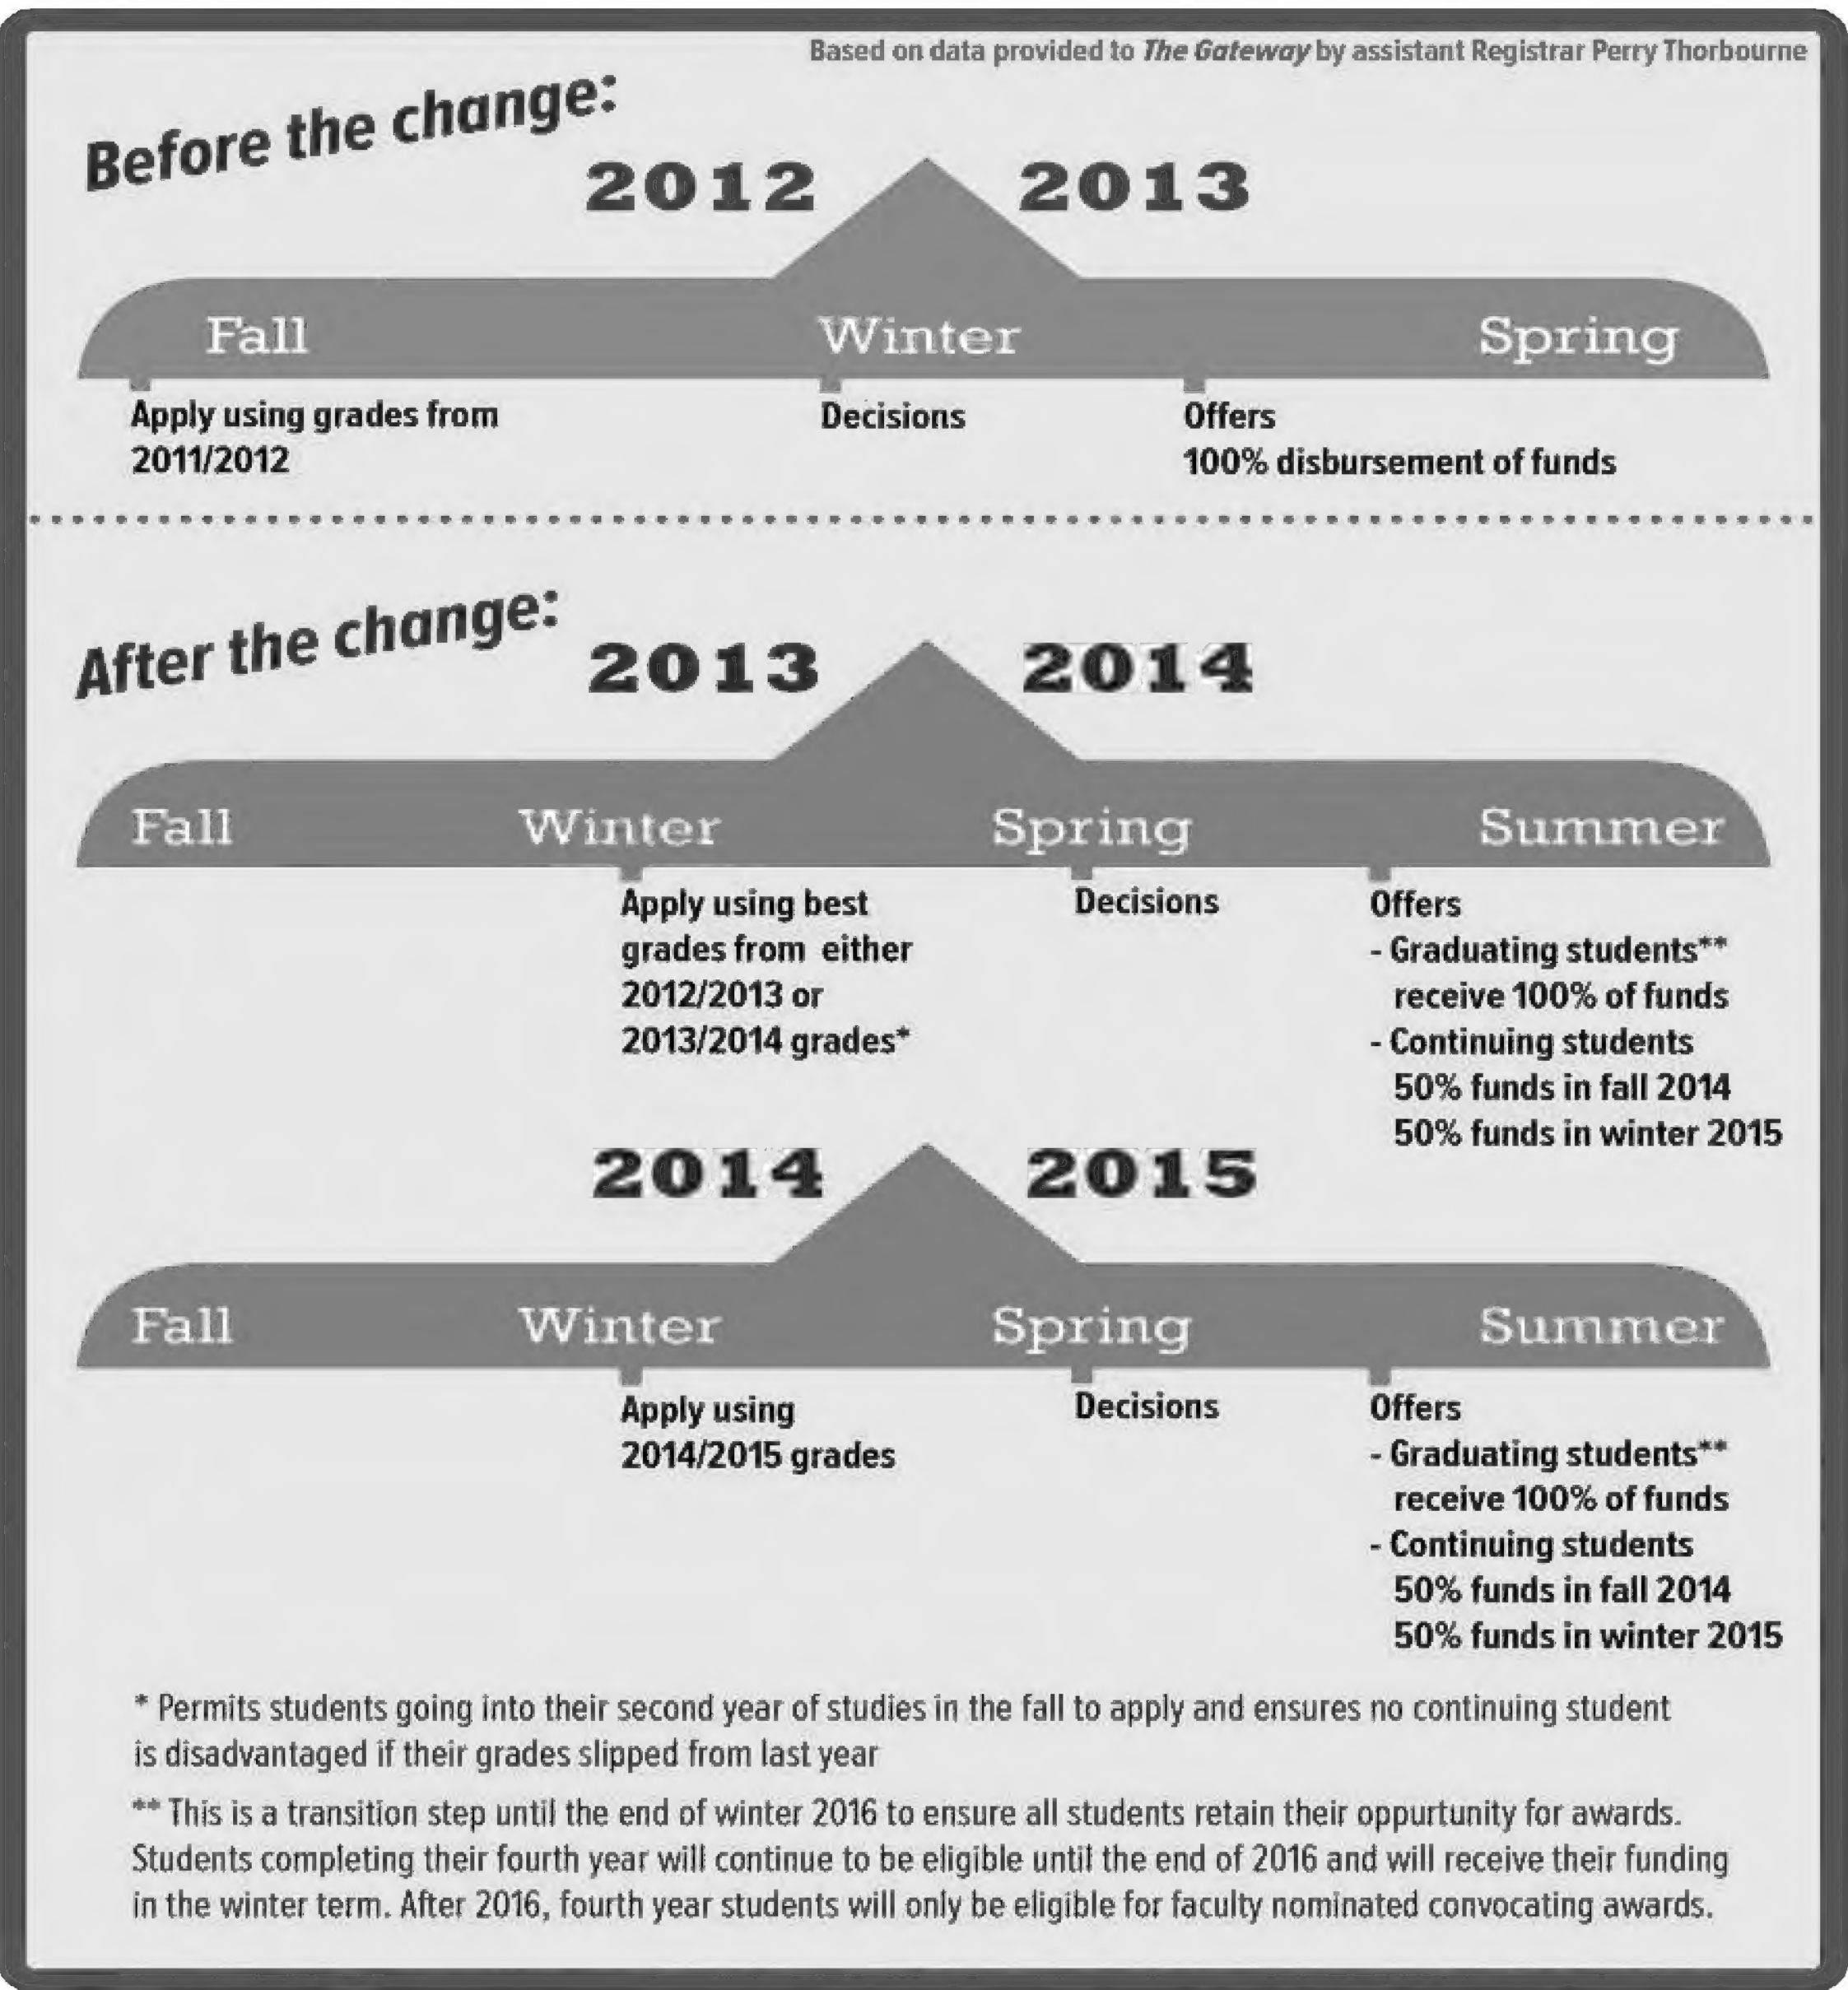 Based on data provided to The Gateway by assistant Registrar Perry Thorbourne
Before the change:
2012 2013
Fall Winter Spring
Apply using grades from
2011/2012
Decisions
Offers
100% disbursement of funds
After the change:
2013 2014
Fall Winter Spring Summer
Apply using best
grades from either
2012/2013 or
2013/2014 grades*
Decisions
Offers
- Graduating students**
receive 100% of funds
- Continuing students
50% funds in fall 2014
50% funds in winter 2015
2014 2015
Fall Winter Spring Summer
Apply using
2014/2015 grades
Decisions
Offers
- Graduating students**
receive 100% of funds
- Continuing students
50% funds in fall 2014
50% funds in winter 2015
* Permits students going into their second year of studies in the fall to apply and ensures no continuing student
is disadvantaged if their grades slipped from last year
** This is a transition step until the end of winter 2016 to ensure all students retain their oppurtunity for awards.
Students completing their fourth year will continue to be eligible until the end of 2016 and will receive their funding
in the winter term. After 2016, fourth year students will only be eligible for faculty nominated convocating awards.